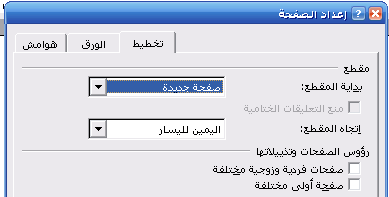 إعداد الصفحة
هوامش الورق تخطيط
مقطع
بداية المقطع: صفحة جديدة
منع التعليقات الختامية
إتجاه المقطع: اليمين لليسار
رؤوس الصفحات وتذييلاتها
صفحات فردية وزوجية مختلفة
صفحة أولى مختلفة